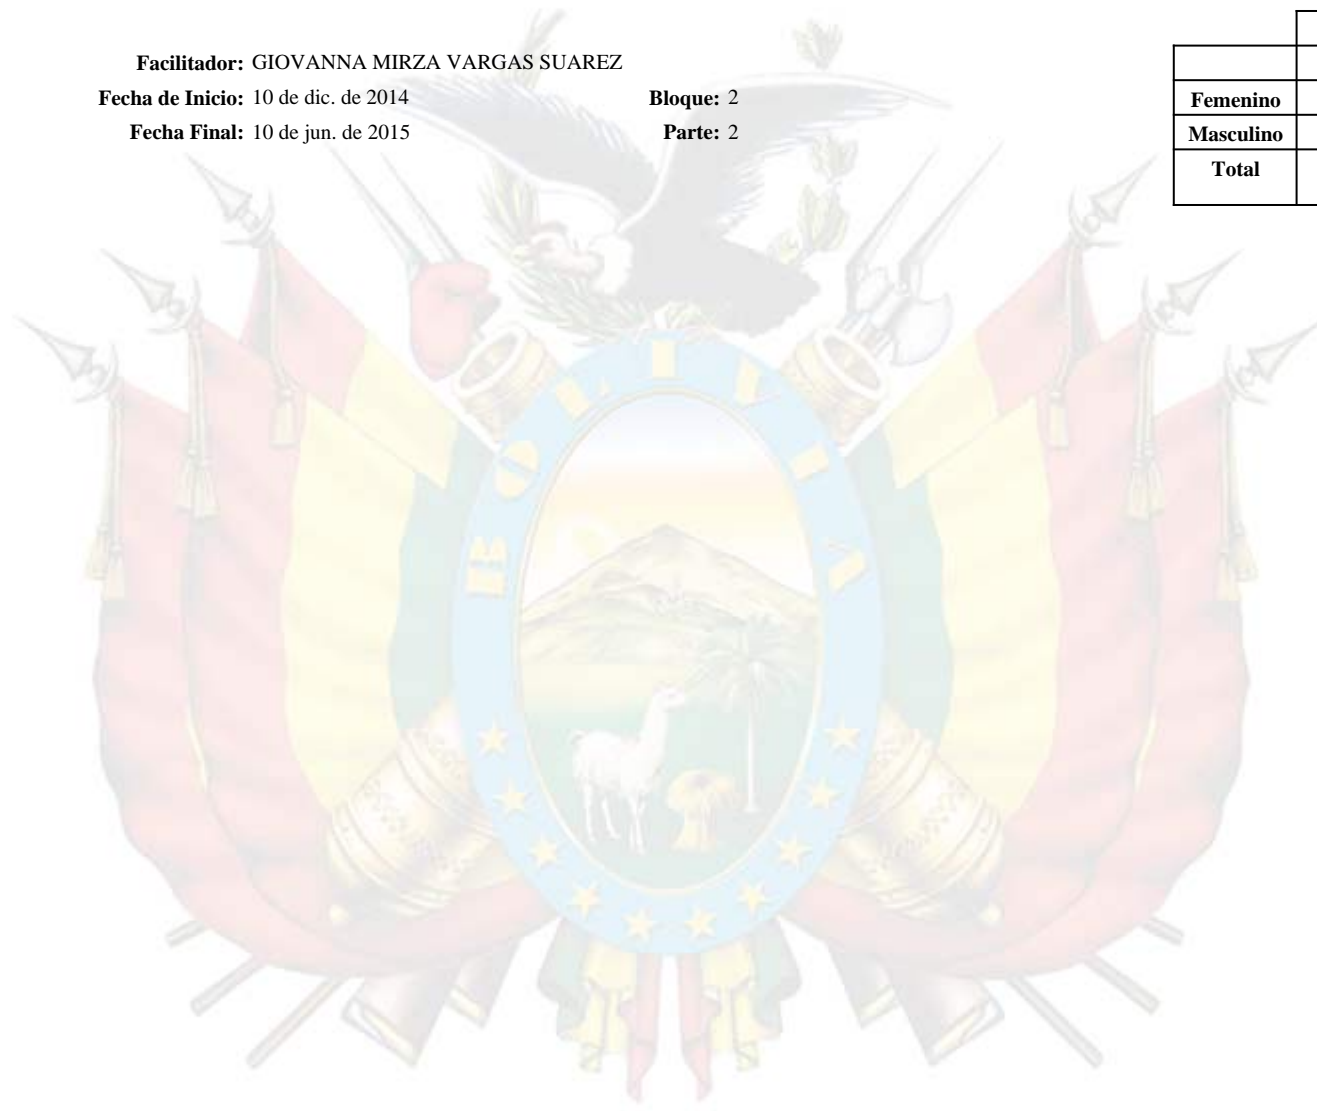 Facilitador: GIOVANNA MIRZA VARGAS SUAREZ
Fecha de Inicio: 10 de dic. de 2014 Bloque: 2
Fecha Final: 10 de jun. de 2015 Parte: 2
Femenino
Masculino
Total
BOLIVIA